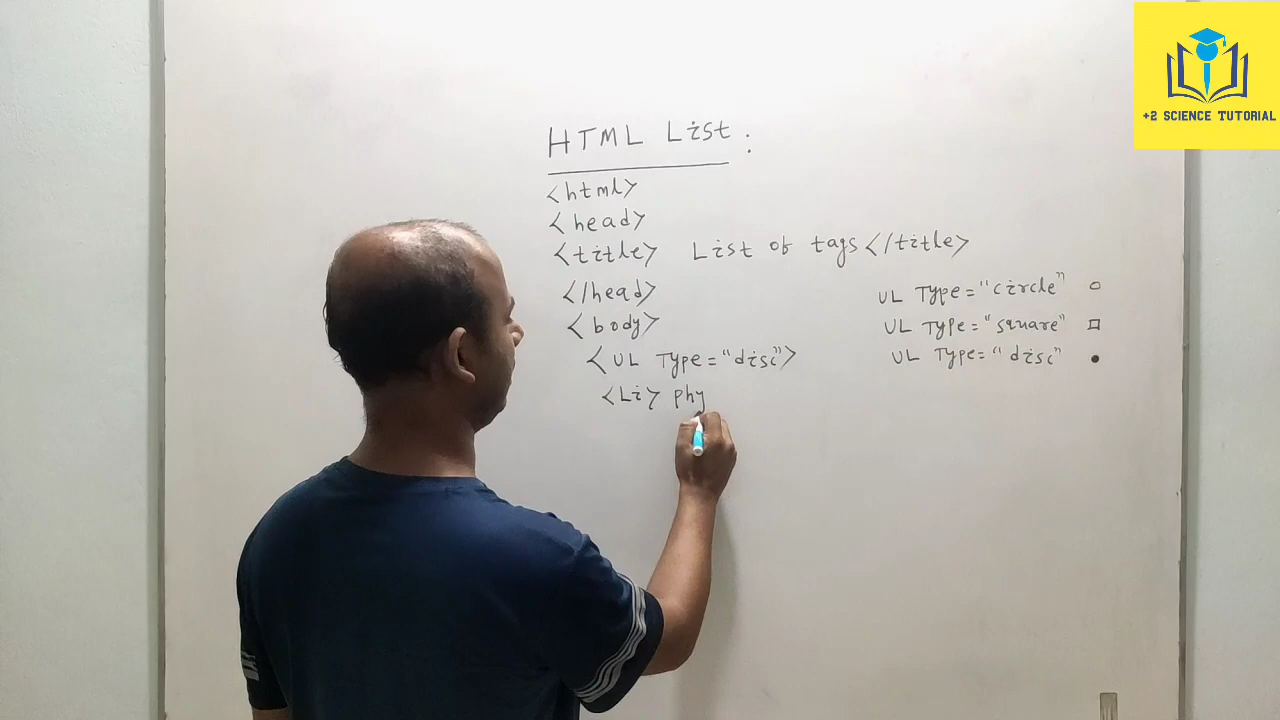 HTML List :
<html>
<head>
<title> List of tags </title>
</head>
<body>
<UL Type="disc">
<Li> phy
UL Type="circle" ○
UL Type="square" □
UL Type="disc" ●
+2 SCIENCE TUTORIAL